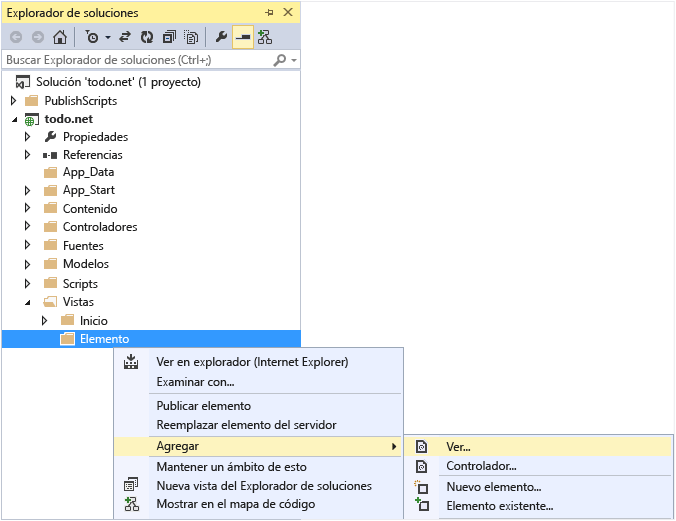 Explorador de soluciones
Buscar Explorador de soluciones (Ctrl+;)
Solución 'todo.net' (1 proyecto)
PublishScripts
todo.net
Propiedades
Referencias
App_Data
App_Start
Contenido
Controladores
Fuentes
Modelos
Scripts
Vistas
Inicio
Elemento
Ver en explorador (Internet Explorer)
Examinar con...
Publicar elemento
Reemplazar elemento del servidor
Agregar
Ver...
Mantener un ámbito de esto
Controlador...
Nueva vista del Explorador de soluciones
Nuevo elemento...
Mostrar en el mapa de código
Elemento existente...